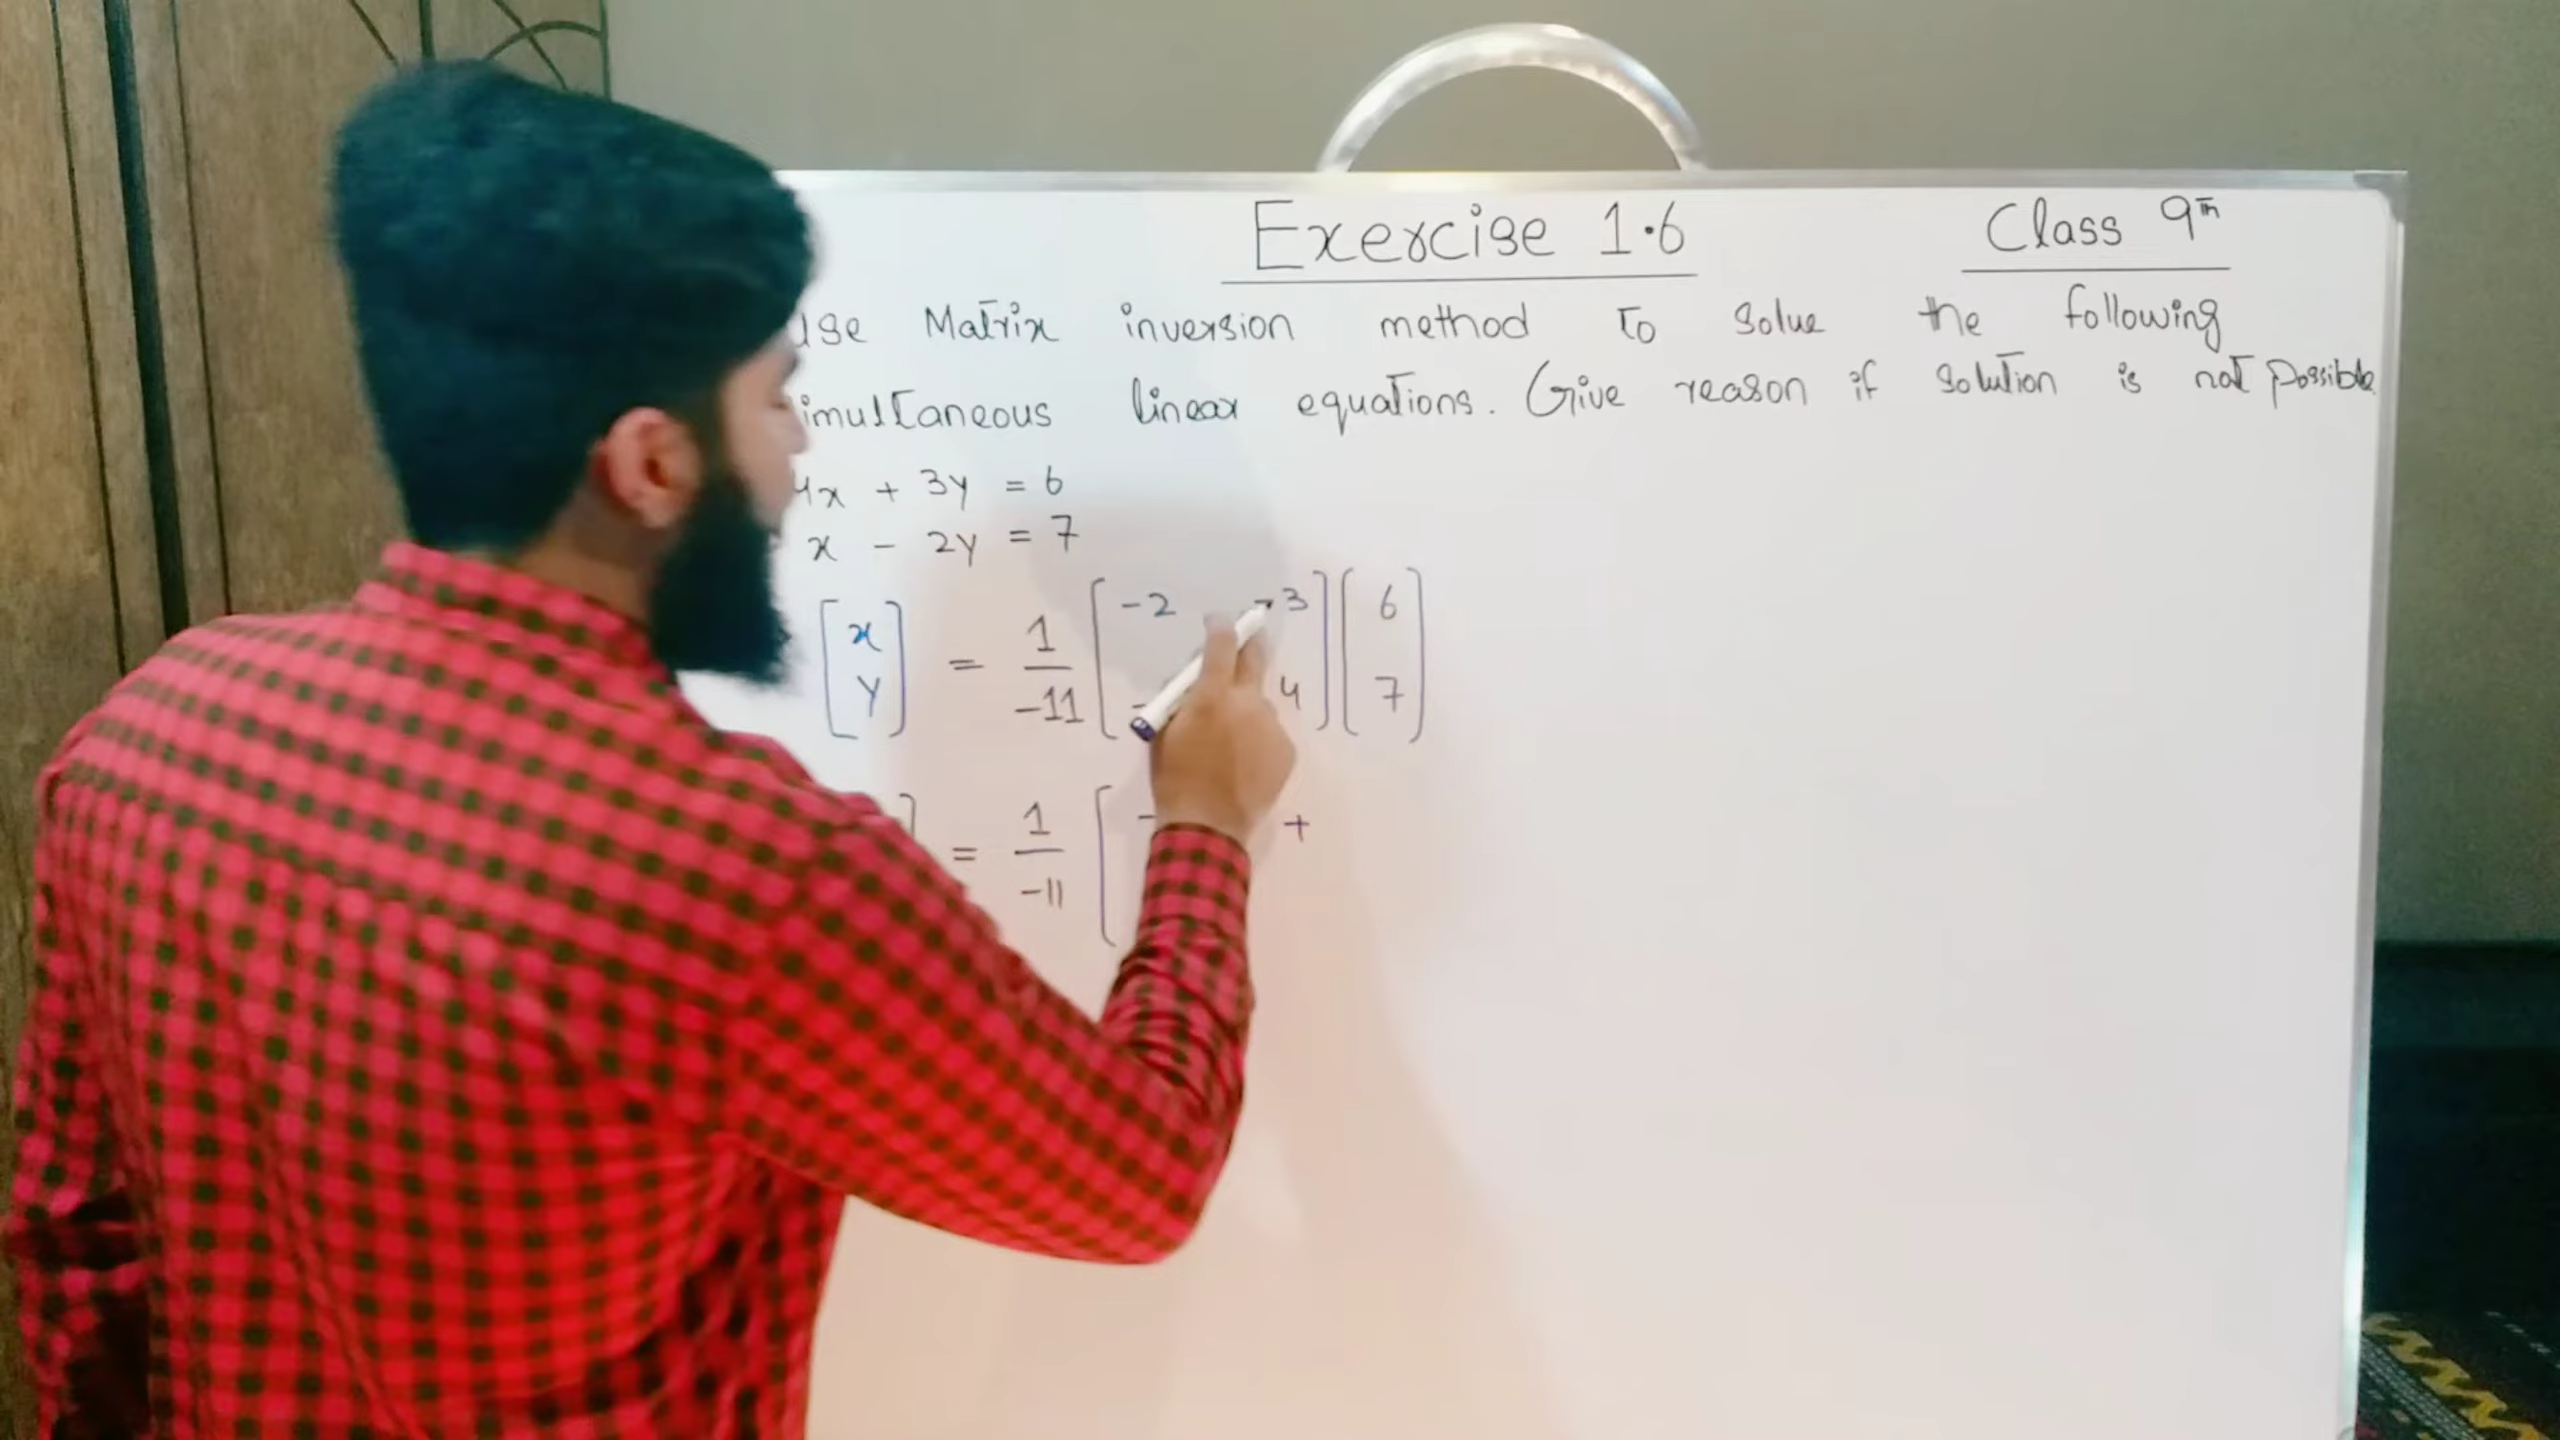 Exercise 1.6
Class 9th
use Matrix inversion method to solve the following
imultaneous linear equations. Give reason if solution is not possible
4x + 3y = 6
x - 2y = 7
[x y] = 1/-11 [-2 -3 - 4] [6 7]
] = 1/-11 [ - +